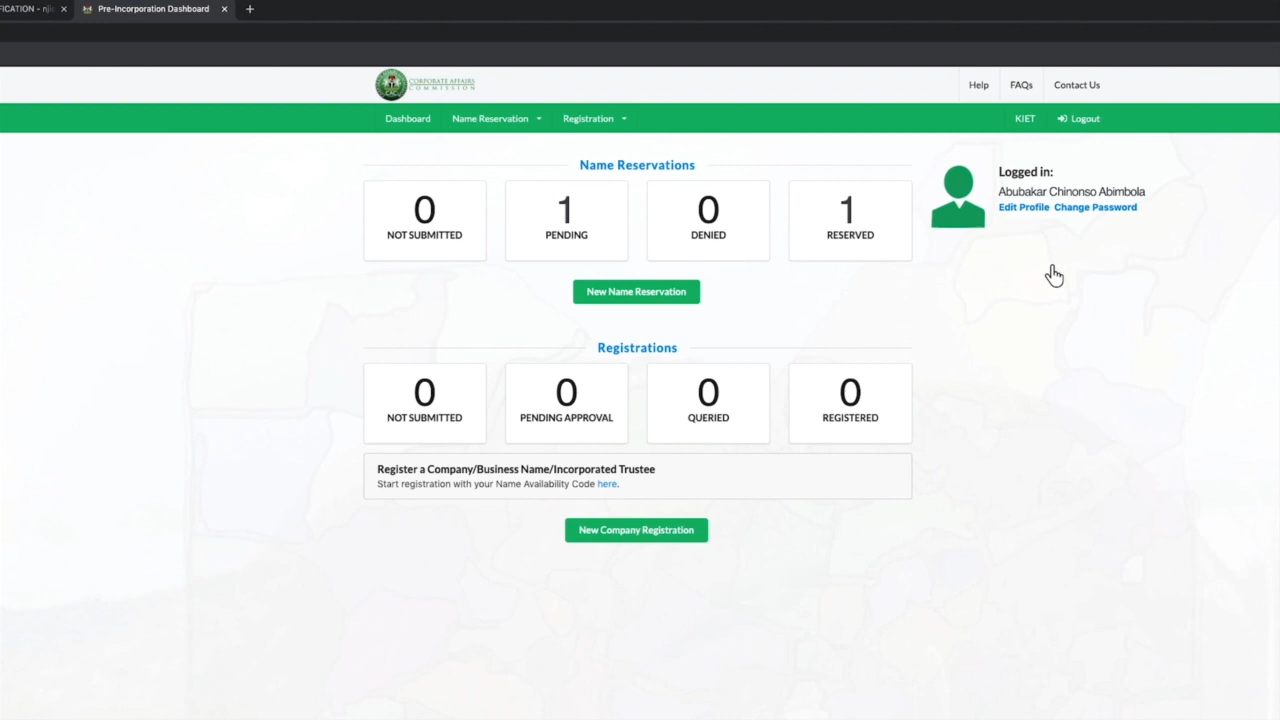 FICATION - njic
Pre-Incorporation Dashboard
CORPORATE AFFAIRS
COMMISSION
Help FAQs Contact Us
Dashboard Name Reservation Registration KJET Logout
Name Reservations
0 1 0 1
NOT SUBMITTED PENDING DENIED RESERVED
Logged in:
Abubakar Chinonso Abimbola
Edit Profile Change Password
New Name Reservation
Registrations
0 0 0 0
NOT SUBMITTED PENDING APPROVAL QUERIED REGISTERED
Register a Company/Business Name/Incorporated Trustee
Start registration with your Name Availability Code here.
New Company Registration